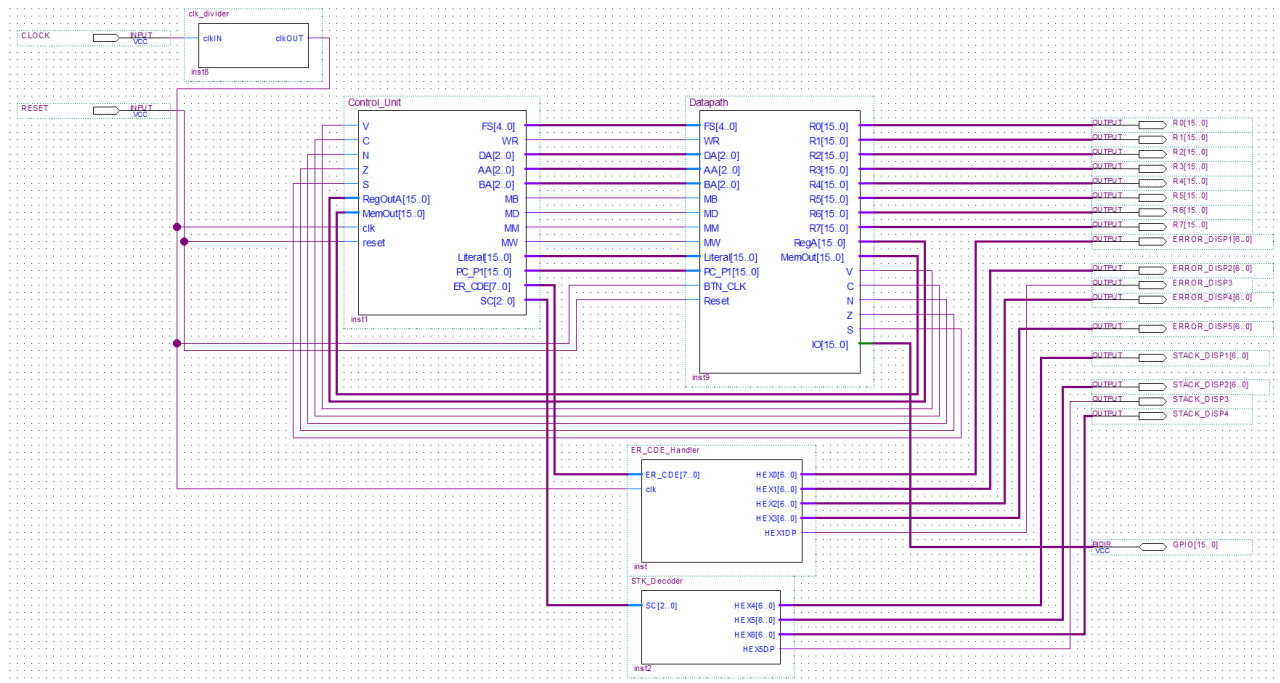 clk_divider
CLOCK INPUT VCC clkIN clkOUT
inst8
RESET INPUT VCC
Control_Unit Datapath
V FS[4..0] FS[4..0] R0[15..0] OUTPUT R0[15..0]
C WR WR R1[15..0] OUTPUT R1[15..0]
N DA[2..0] DA[2..0] R2[15..0] OUTPUT R2[15..0]
Z AA[2..0] AA[2..0] R3[15..0] OUTPUT R3[15..0]
S BA[2..0] BA[2..0] R4[15..0] OUTPUT R4[15..0]
RegOutA[15..0] MB MB R5[15..0] OUTPUT R5[15..0]
MemOut[15..0] MD MD R6[15..0] OUTPUT R6[15..0]
clk MM MM R7[15..0] OUTPUT R7[15..0]
reset MW MW RegA[15..0] OUTPUT ERROR_DISP1[6..0]
Literal[15..0] Literal[15..0] MemOut[15..0]
PC_P1[15..0] PC_P1[15..0] V OUTPUT ERROR_DISP2[6..0]
ER_CDE[7..0] BTN_CLK C OUTPUT ERROR_DISP3
SC[2..0] Reset N OUTPUT ERROR_DISP4[6..0]
inst1 Z
S OUTPUT ERROR_DISP5[6..0]
IO[15..0]
OUTPUT STACK_DISP1[6..0]
inst9
OUTPUT STACK_DISP2[6..0]
OUTPUT STACK_DISP3
OUTPUT STACK_DISP4
ER_CDE_Handler
ER_CDE[7..0] HEX0[6..0]
clk HEX1[6..0]
HEX2[6..0]
HEX3[6..0]
HEX1DP
BIDIR VCC GPIO[15..0]
inst
STK_Decoder
SC[2..0] HEX4[6..0]
HEX5[6..0]
HEX6[6..0]
HEX5DP
inst2